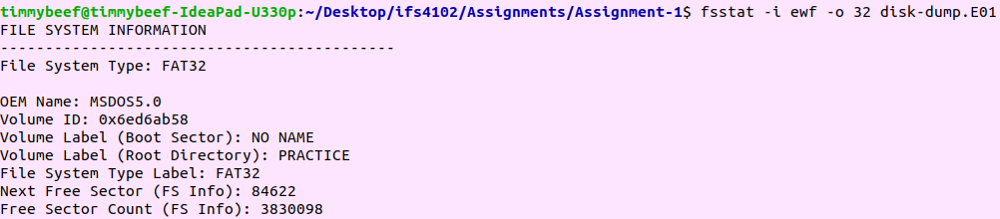 timmybeef@timmybeef-IdeaPad-U330p:~/Desktop/ifs4102/Assignments/Assignment-1$ fsstat -i ewf -o 32 disk-dump.E01
FILE SYSTEM INFORMATION
--------------------------------------------
File System Type: FAT32

OEM Name: MSDOS5.0
Volume ID: 0x6ed6ab58
Volume Label (Boot Sector): NO NAME
Volume Label (Root Directory): PRACTICE
File System Type Label: FAT32
Next Free Sector (FS Info): 84622
Free Sector Count (FS Info): 3830098